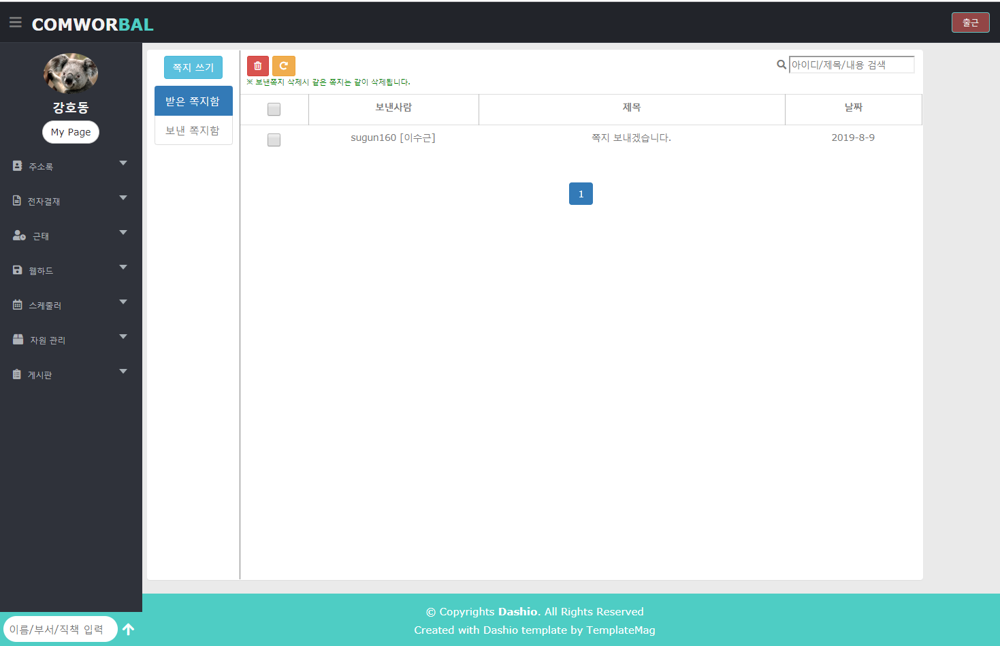 COMWORBAL
출근
강호동
My Page
주소록
전자결재
근태
웹하드
스케줄러
자원 관리
게시판
이름/부서/직책 입력
쪽지 쓰기
받은 쪽지함
보낸 쪽지함
아이디/제목/내용 검색
※ 보낸쪽지 삭제시 같은 쪽지는 같이 삭제됩니다.
보낸사람 제목 날짜
sugun160 [이수근] 쪽지 보내겠습니다. 2019-8-9
1
© Copyrights Dashio. All Rights Reserved
Created with Dashio template by TemplateMag